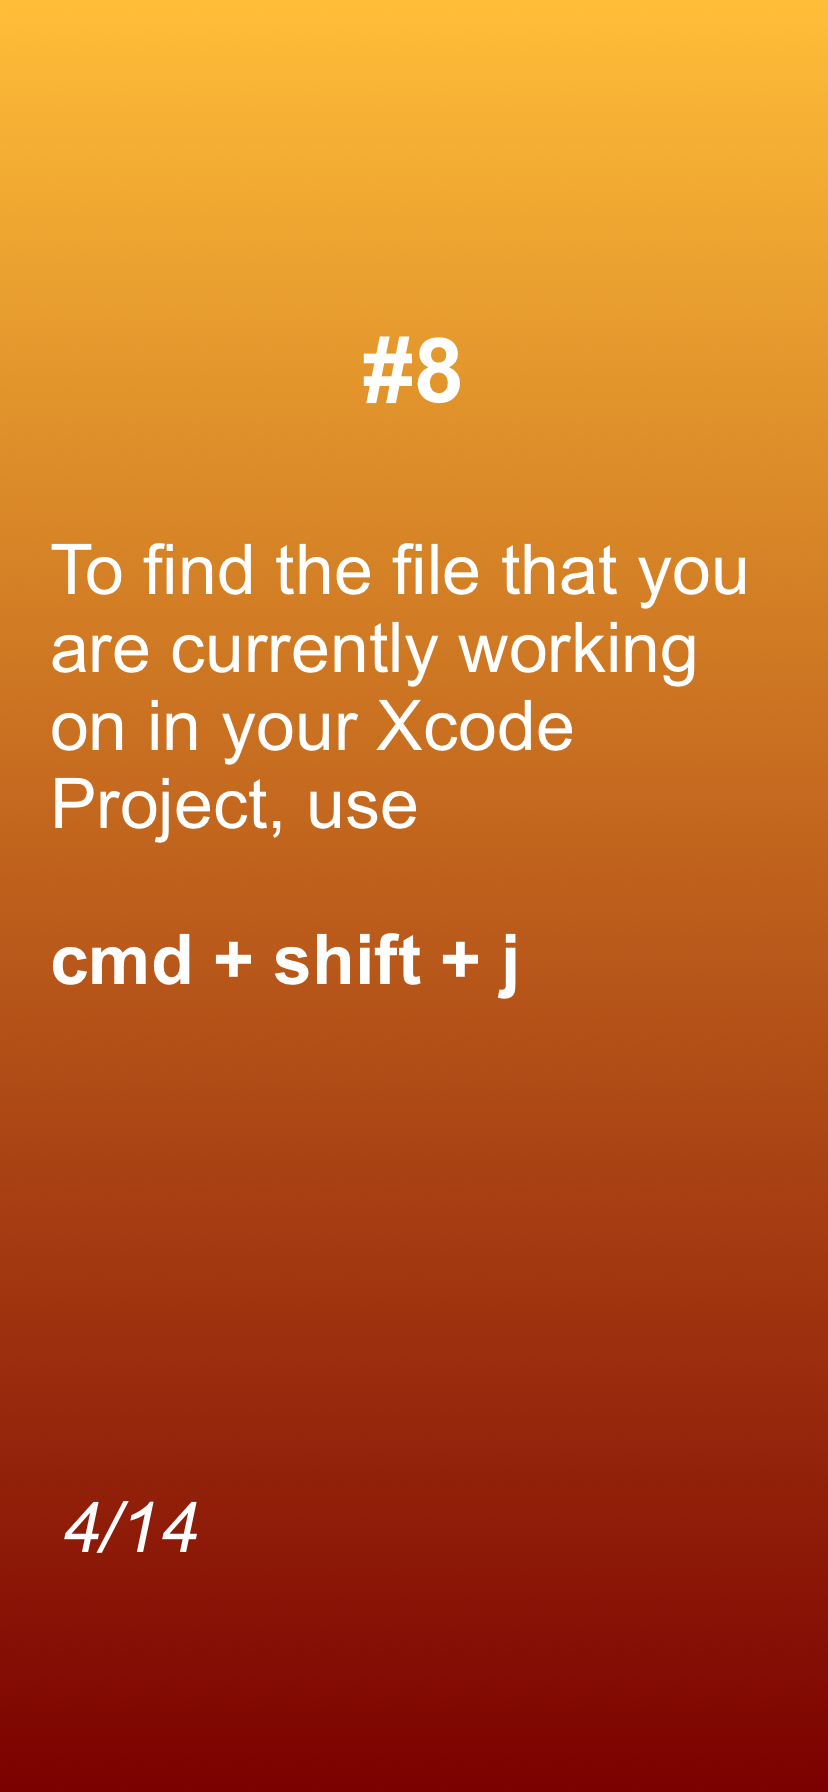 #8
To find the file that you
are currently working
on in your Xcode
Project, use
cmd + shift + j
4/14